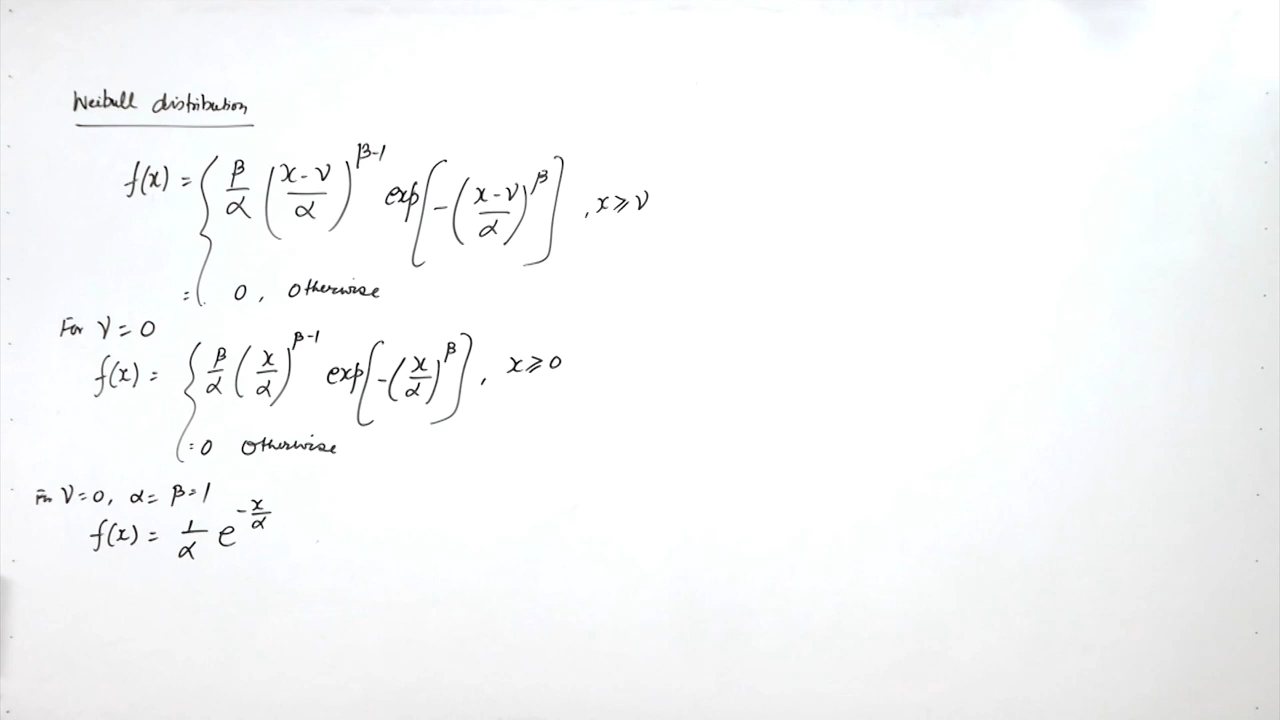 Weibull distribution
f(x) = { β/α ((x-ν)/α)^(β-1) exp[-((x-ν)/α)^β] , x ≥ ν
= 0 , Otherwise
For ν = 0
f(x) = { β/α (x/α)^(β-1) exp[-(x/α)^β] , x ≥ 0
= 0 Otherwise
For ν = 0, α = β = 1
f(x) = 1/α e^(-x/α)